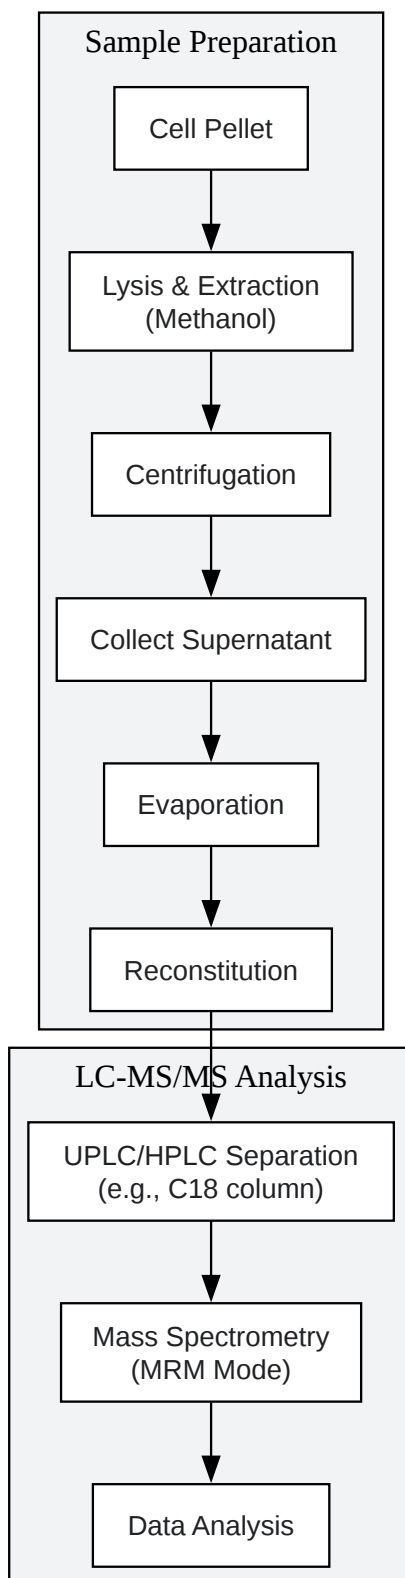 Sample Preparation
Cell Pellet
Lysis & Extraction
(Methanol)
Centrifugation
Collect Supernatant
Evaporation
Reconstitution
LC-MS/MS Analysis
UPLC/HPLC Separation
(e.g., C18 column)
Mass Spectrometry
(MRM Mode)
Data Analysis